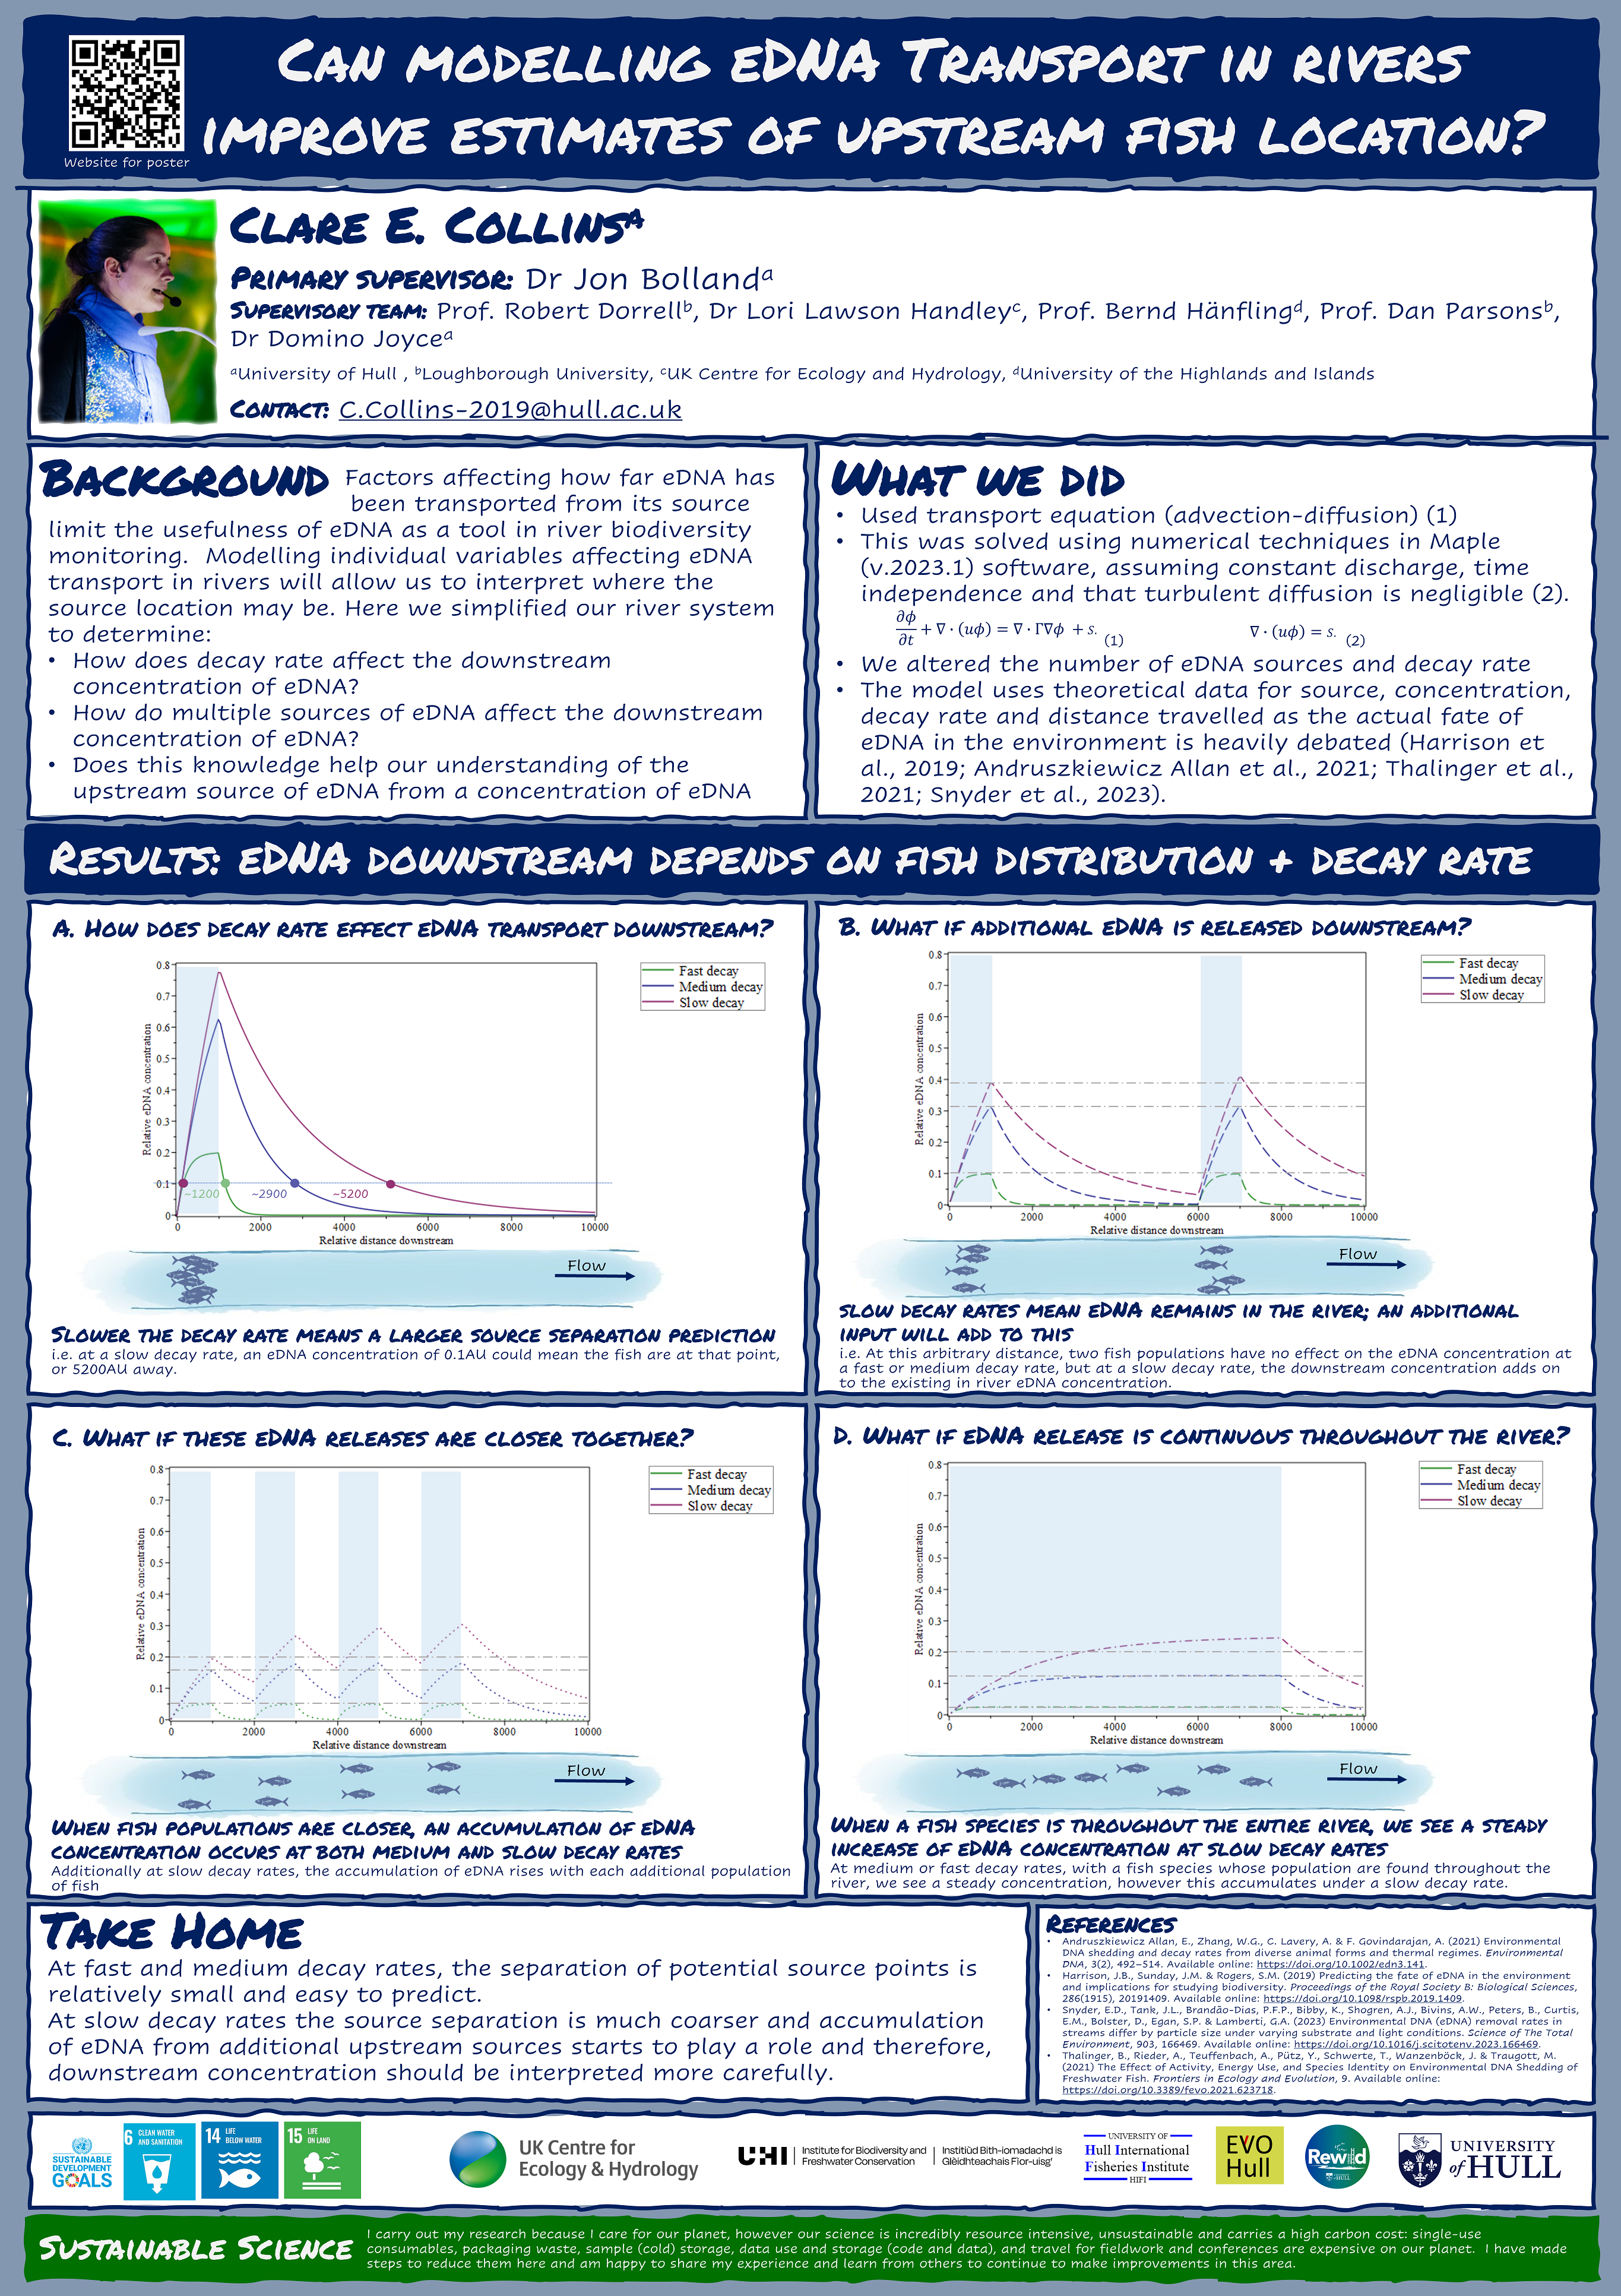 CAN MODELLING eDNA TRANSPORT IN RIVERS
IMPROVE ESTIMATES OF UPSTREAM FISH LOCATION?
Website for poster
CLARE E. COLLINSᴬ
PRIMARY SUPERVISOR: Dr Jon Bollandᵃ
SUPERVISORY TEAM: Prof. Robert Dorrellᵇ, Dr Lori Lawson Handleyᶜ, Prof. Bernd Hänflingᵈ, Prof. Dan Parsonsᵇ,
Dr Domino Joyceᵃ
ᵃUniversity of Hull , ᵇLoughborough University, ᶜUK Centre for Ecology and Hydrology, ᵈUniversity of the Highlands and Islands
CONTACT: C.Collins-2019@hull.ac.uk
BACKGROUND Factors affecting how far eDNA has
been transported from its source
limit the usefulness of eDNA as a tool in river biodiversity
monitoring. Modelling individual variables affecting eDNA
transport in rivers will allow us to interpret where the
source location may be. Here we simplified our river system
to determine:
• How does decay rate affect the downstream
concentration of eDNA?
• How do multiple sources of eDNA affect the downstream
concentration of eDNA?
• Does this knowledge help our understanding of the
upstream source of eDNA from a concentration of eDNA
WHAT WE DID
• Used transport equation (advection-diffusion) (1)
• This was solved using numerical techniques in Maple
(v.2023.1) software, assuming constant discharge, time
independence and that turbulent diffusion is negligible (2).
∂ϕ/∂t + ∇ · (uϕ) = ∇ · Γ∇ϕ + s. (1) ∇ · (uϕ) = s. (2)
• We altered the number of eDNA sources and decay rate
• The model uses theoretical data for source, concentration,
decay rate and distance travelled as the actual fate of
eDNA in the environment is heavily debated (Harrison et
al., 2019; Andruszkiewicz Allan et al., 2021; Thalinger et al.,
2021; Snyder et al., 2023).
RESULTS: eDNA DOWNSTREAM DEPENDS ON FISH DISTRIBUTION + DECAY RATE
A. HOW DOES DECAY RATE EFFECT eDNA TRANSPORT DOWNSTREAM?
Fast decay
Medium decay
Slow decay
Relative eDNA concentration
0.8
0.7
0.6
0.5
0.4
0.3
0.2
0.1
0
~1200 ~2900 ~5200
0 2000 4000 6000 8000 10000
Relative distance downstream
Flow
SLOWER THE DECAY RATE MEANS A LARGER SOURCE SEPARATION PREDICTION
i.e. at a slow decay rate, an eDNA concentration of 0.1AU could mean the fish are at that point,
or 5200AU away.
B. WHAT IF ADDITIONAL eDNA IS RELEASED DOWNSTREAM?
Fast decay
Medium decay
Slow decay
Relative eDNA concentration
0.8
0.7
0.6
0.5
0.4
0.3
0.2
0.1
0
0 2000 4000 6000 8000 10000
Relative distance downstream
Flow
SLOW DECAY RATES MEAN eDNA REMAINS IN THE RIVER; AN ADDITIONAL
INPUT WILL ADD TO THIS
i.e. At this arbitrary distance, two fish populations have no effect on the eDNA concentration at
a fast or medium decay rate, but at a slow decay rate, the downstream concentration adds on
to the existing in river eDNA concentration.
C. WHAT IF THESE eDNA RELEASES ARE CLOSER TOGETHER?
Fast decay
Medium decay
Slow decay
Relative eDNA concentration
0.8
0.7
0.6
0.5
0.4
0.3
0.2
0.1
0
0 2000 4000 6000 8000 10000
Relative distance downstream
Flow
WHEN FISH POPULATIONS ARE CLOSER, AN ACCUMULATION OF eDNA
CONCENTRATION OCCURS AT BOTH MEDIUM AND SLOW DECAY RATES
Additionally at slow decay rates, the accumulation of eDNA rises with each additional population
of fish
D. WHAT IF eDNA RELEASE IS CONTINUOUS THROUGHOUT THE RIVER?
Fast decay
Medium decay
Slow decay
Relative eDNA concentration
0.8
0.7
0.6
0.5
0.4
0.3
0.2
0.1
0
0 2000 4000 6000 8000 10000
Relative distance downstream
Flow
WHEN A FISH SPECIES IS THROUGHOUT THE ENTIRE RIVER, WE SEE A STEADY
INCREASE OF eDNA CONCENTRATION AT SLOW DECAY RATES
At medium or fast decay rates, with a fish species whose population are found throughout the
river, we see a steady concentration, however this accumulates under a slow decay rate.
TAKE HOME
At fast and medium decay rates, the separation of potential source points is
relatively small and easy to predict.
At slow decay rates the source separation is much coarser and accumulation
of eDNA from additional upstream sources starts to play a role and therefore,
downstream concentration should be interpreted more carefully.
REFERENCES
• Andruszkiewicz Allan, E., Zhang, W.G., C. Lavery, A. & F. Govindarajan, A. (2021) Environmental
DNA shedding and decay rates from diverse animal forms and thermal regimes. Environmental
DNA, 3(2), 492–514. Available online: https://doi.org/10.1002/edn3.141.
• Harrison, J.B., Sunday, J.M. & Rogers, S.M. (2019) Predicting the fate of eDNA in the environment
and implications for studying biodiversity. Proceedings of the Royal Society B: Biological Sciences,
286(1915), 20191409. Available online: https://doi.org/10.1098/rspb.2019.1409.
• Snyder, E.D., Tank, J.L., Brandão-Dias, P.F.P., Bibby, K., Shogren, A.J., Bivins, A.W., Peters, B., Curtis,
E.M., Bolster, D., Egan, S.P. & Lamberti, G.A. (2023) Environmental DNA (eDNA) removal rates in
streams differ by particle size under varying substrate and light conditions. Science of The Total
Environment, 903, 166469. Available online: https://doi.org/10.1016/j.scitotenv.2023.166469.
• Thalinger, B., Rieder, A., Teuffenbach, A., Pütz, Y., Schwerte, T., Wanzenböck, J. & Traugott, M.
(2021) The Effect of Activity, Energy Use, and Species Identity on Environmental DNA Shedding of
Freshwater Fish. Frontiers in Ecology and Evolution, 9. Available online:
https://doi.org/10.3389/fevo.2021.623718.
SUSTAINABLE
DEVELOPMENT
GOALS
6 CLEAN WATER
AND SANITATION
14 LIFE
BELOW WATER
15 LIFE
ON LAND
UK Centre for
Ecology & Hydrology
UHI Institute for Biodiversity and
Freshwater Conservation
Institiùd Bith-iomadachd is
Glèidhteachais Fìor-uisg'
UNIVERSITY OF
Hull International
Fisheries Institute
HIFI
EVO
Hull
Rewild
UNIVERSITY
of HULL
SUSTAINABLE SCIENCE
I carry out my research because I care for our planet, however our science is incredibly resource intensive, unsustainable and carries a high carbon cost: single-use
consumables, packaging waste, sample (cold) storage, data use and storage (code and data), and travel for fieldwork and conferences are expensive on our planet. I have made
steps to reduce them here and am happy to share my experience and learn from others to continue to make improvements in this area.